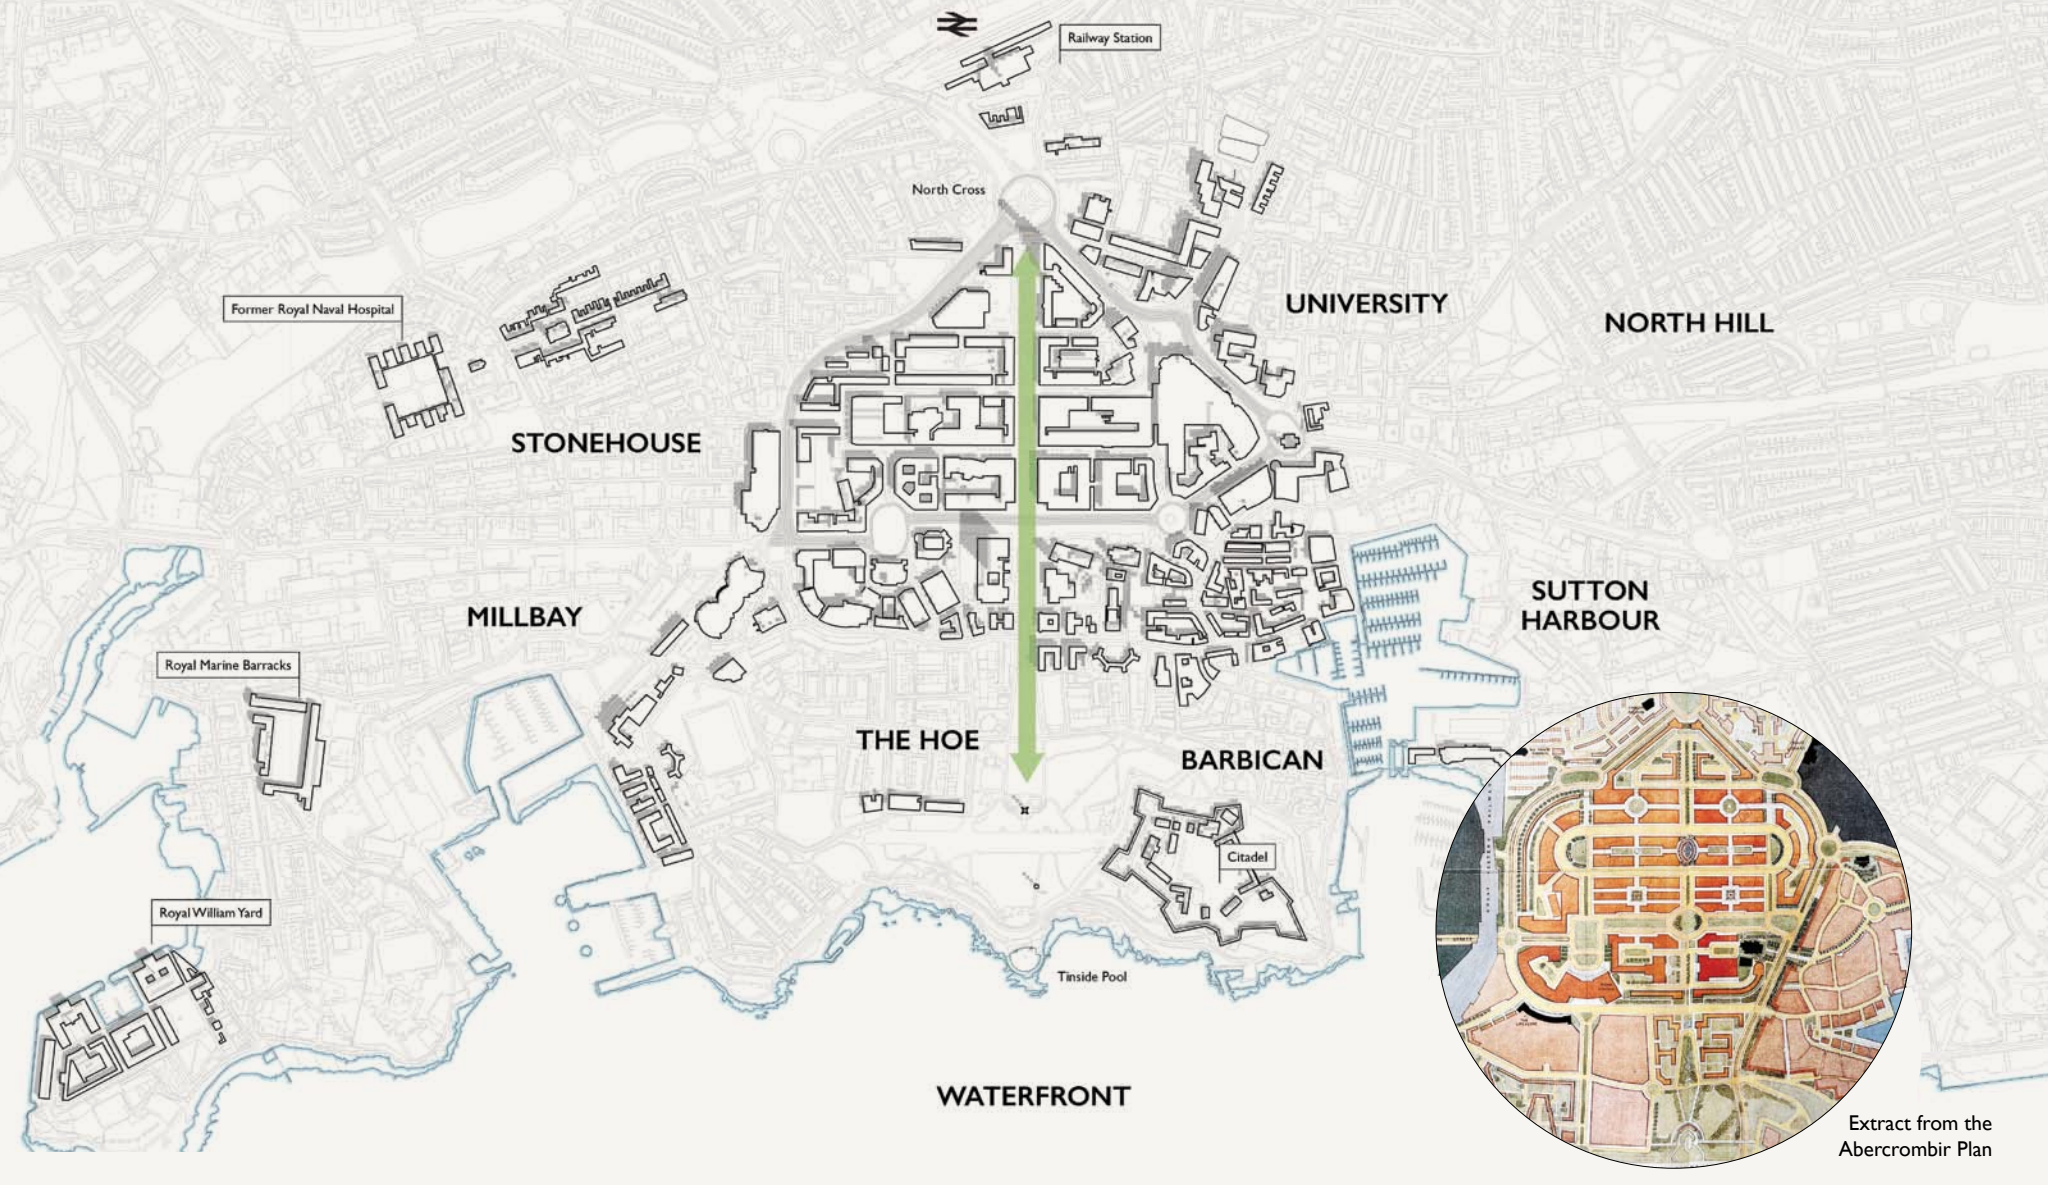 Railway Station
North Cross
Former Royal Naval Hospital
UNIVERSITY
NORTH HILL
STONEHOUSE
MILLBAY
SUTTON
HARBOUR
Royal Marine Barracks
THE HOE
BARBICAN
Citadel
Royal William Yard
Tinside Pool
WATERFRONT
Extract from the
Abercrombir Plan